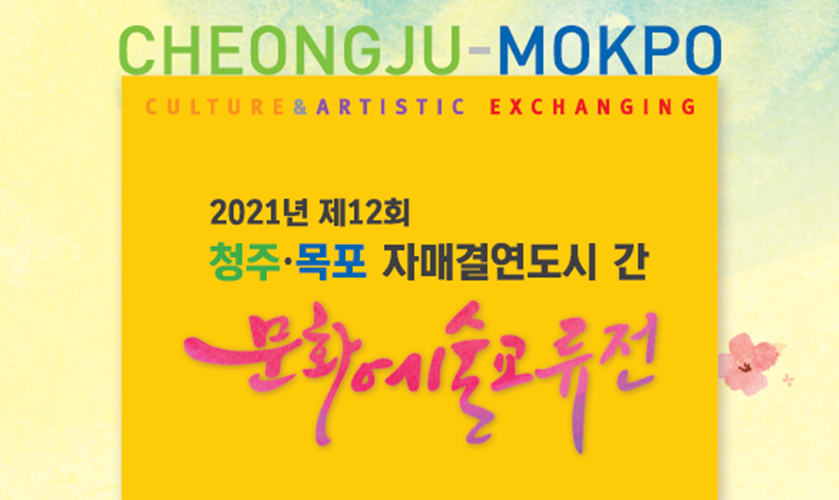 CHEONGJU-MOKPO
CULTURE&ARTISTIC EXCHANGING
2021년 제12회
청주·목포 자매결연도시 간
문화예술교류전